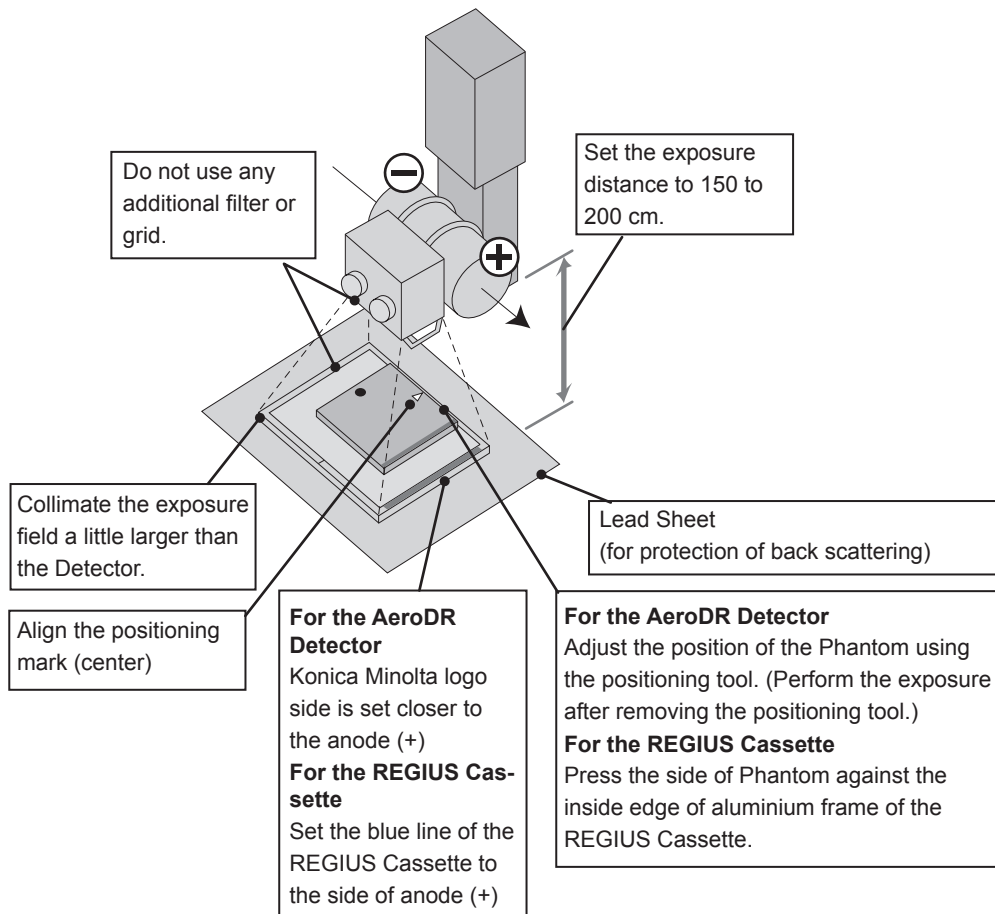 Do not use any
additional filter or
grid.
Set the exposure
distance to 150 to
200 cm.
−
+
Collimate the exposure
field a little larger than
the Detector.
Lead Sheet
(for protection of back scattering)
Align the positioning
mark (center)
For the AeroDR
Detector
Konica Minolta logo
side is set closer to
the anode (+)
For the REGIUS Cas-
sette
Set the blue line of the
REGIUS Cassette to
the side of anode (+)
For the AeroDR Detector
Adjust the position of the Phantom using
the positioning tool. (Perform the exposure
after removing the positioning tool.)
For the REGIUS Cassette
Press the side of Phantom against the
inside edge of aluminium frame of the
REGIUS Cassette.